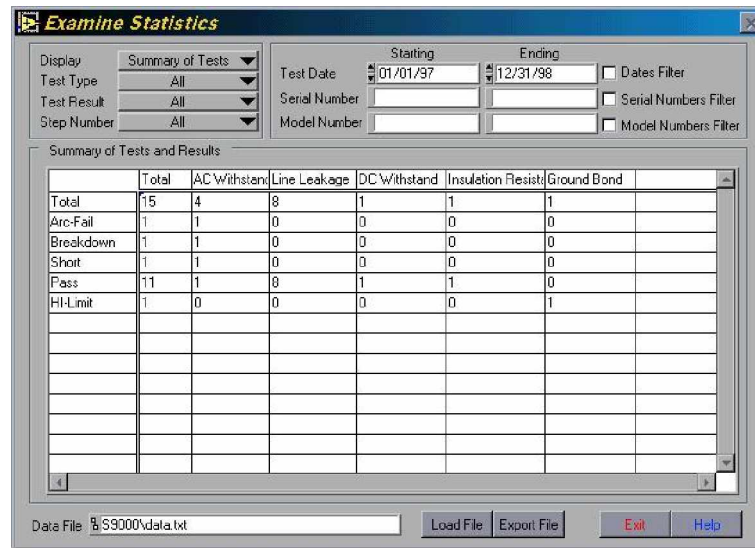 Examine Statistics
Display Summary of Tests
Test Type All
Test Result All
Step Number All
Starting Ending
Test Date 01/01/97 12/31/98 Dates Filter
Serial Number Serial Numbers Filter
Model Number Model Numbers Filter
Summary of Tests and Results
Total AC Withstand Line Leakage DC Withstand Insulation Resista Ground Bond
Total 15 4 8 1 1 1
Arc-Fail 1 1 0 0 0 0
Breakdown 1 1 0 0 0 0
Short 1 1 0 0 0 0
Pass 11 1 8 1 1 0
HI-Limit 1 0 0 0 0 1
Data File S9000\data.txt Load File Export File Exit Help